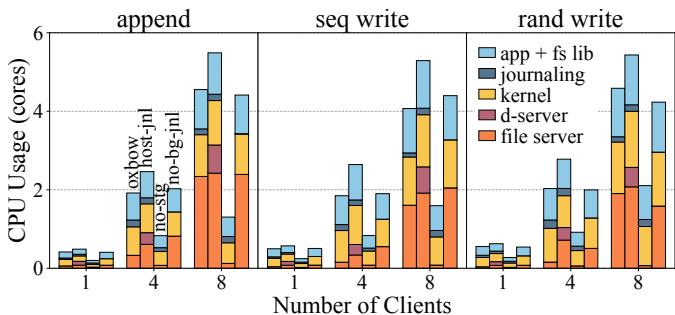 append seq write rand write
CPU Usage (cores)
6
4
2
0
oxbow
host-jnl
no-stg
no-bg-jnl
app + fs lib
journaling
kernel
d-server
file server
1 4 8 1 4 8 1 4 8
Number of Clients